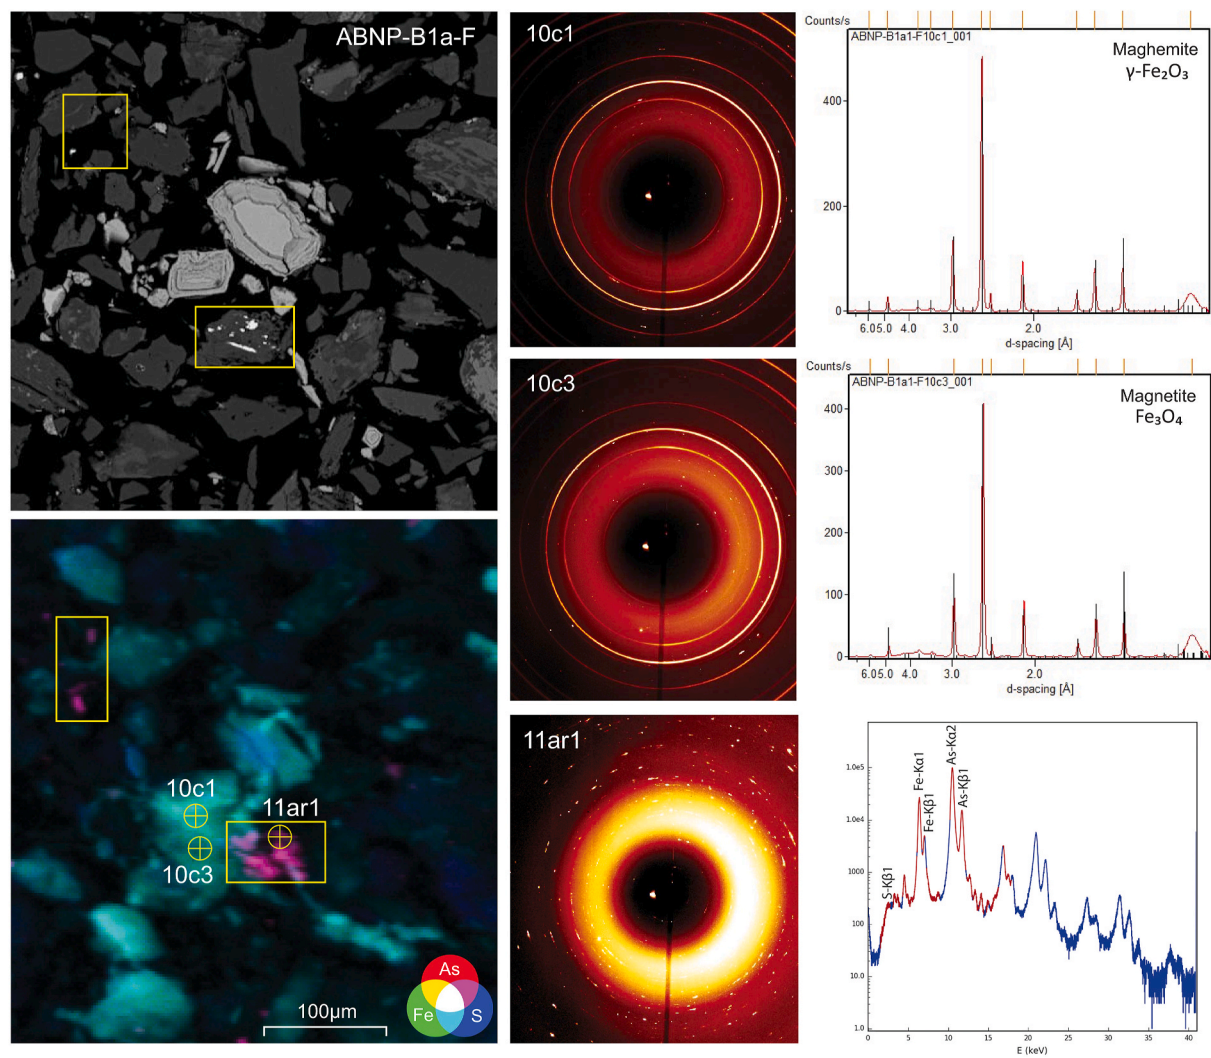 ABNP-B1a-F
10c1
Counts/s
ABNP-B1a1-F10c1_001
Maghemite
γ-Fe₂O₃
400
200
0
6.0 5.0 4.0 3.0 2.0
d-spacing [Å]
10c3
Counts/s
ABNP-B1a1-F10c3_001
Magnetite
Fe₃O₄
400
300
200
100
0
6.0 5.0 4.0 3.0 2.0
d-spacing [Å]
10c1
11ar1
10c3
As
Fe
S
100µm
11ar1
S-Kβ1
Fe-Kα1
Fe-Kβ1
As-Kα2
As-Kβ1
1.0e5
1.0e4
1000
100
10.0
1.0
0 5 10 15 20 25 30 35 40
E (keV)